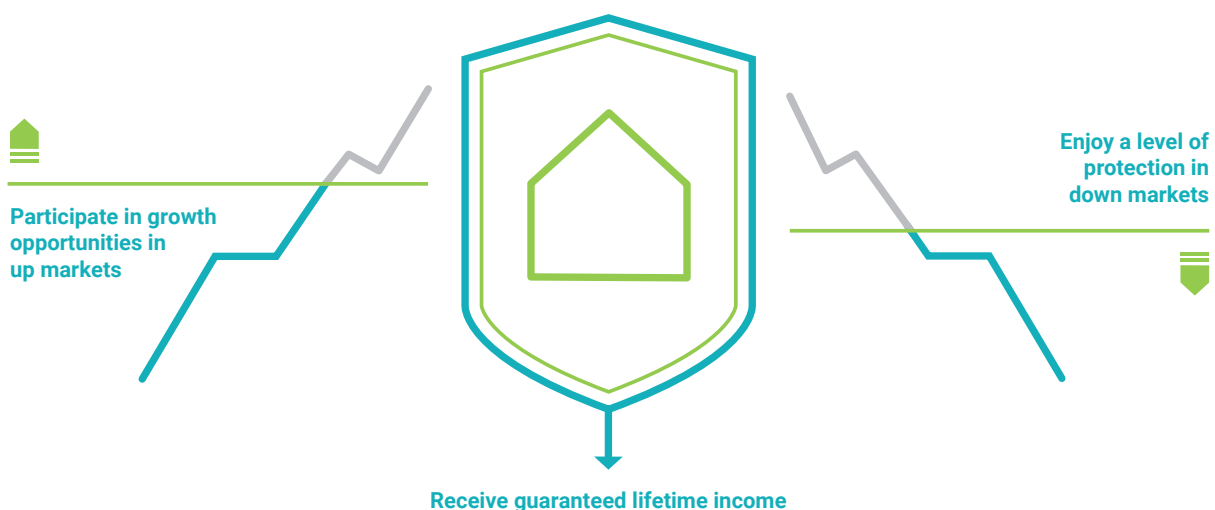 Participate in growth
opportunities in
up markets
Enjoy a level of
protection in
down markets
Receive guaranteed lifetime income